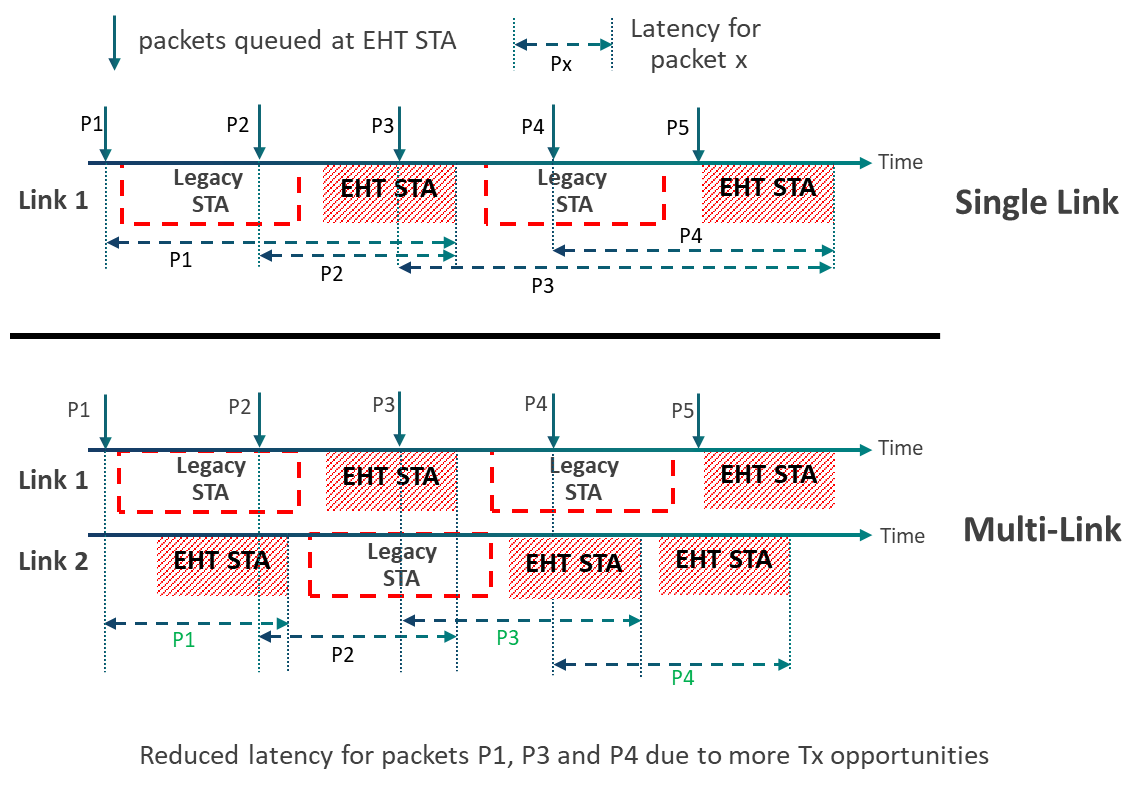 packets queued at EHT STA
Latency for
packet x
Px
P1
P2
P3
P4
P5
Time
Link 1
Legacy
STA
EHT STA
Legacy
STA
EHT STA
Single Link
P4
P1
P2
P3
P1
P2
P3
P4
P5
Time
Link 1
Legacy
STA
EHT STA
Legacy
STA
EHT STA
Multi-Link
Time
Link 2
EHT STA
Legacy
STA
EHT STA
EHT STA
P1
P2
P3
P4
Reduced latency for packets P1, P3 and P4 due to more Tx opportunities